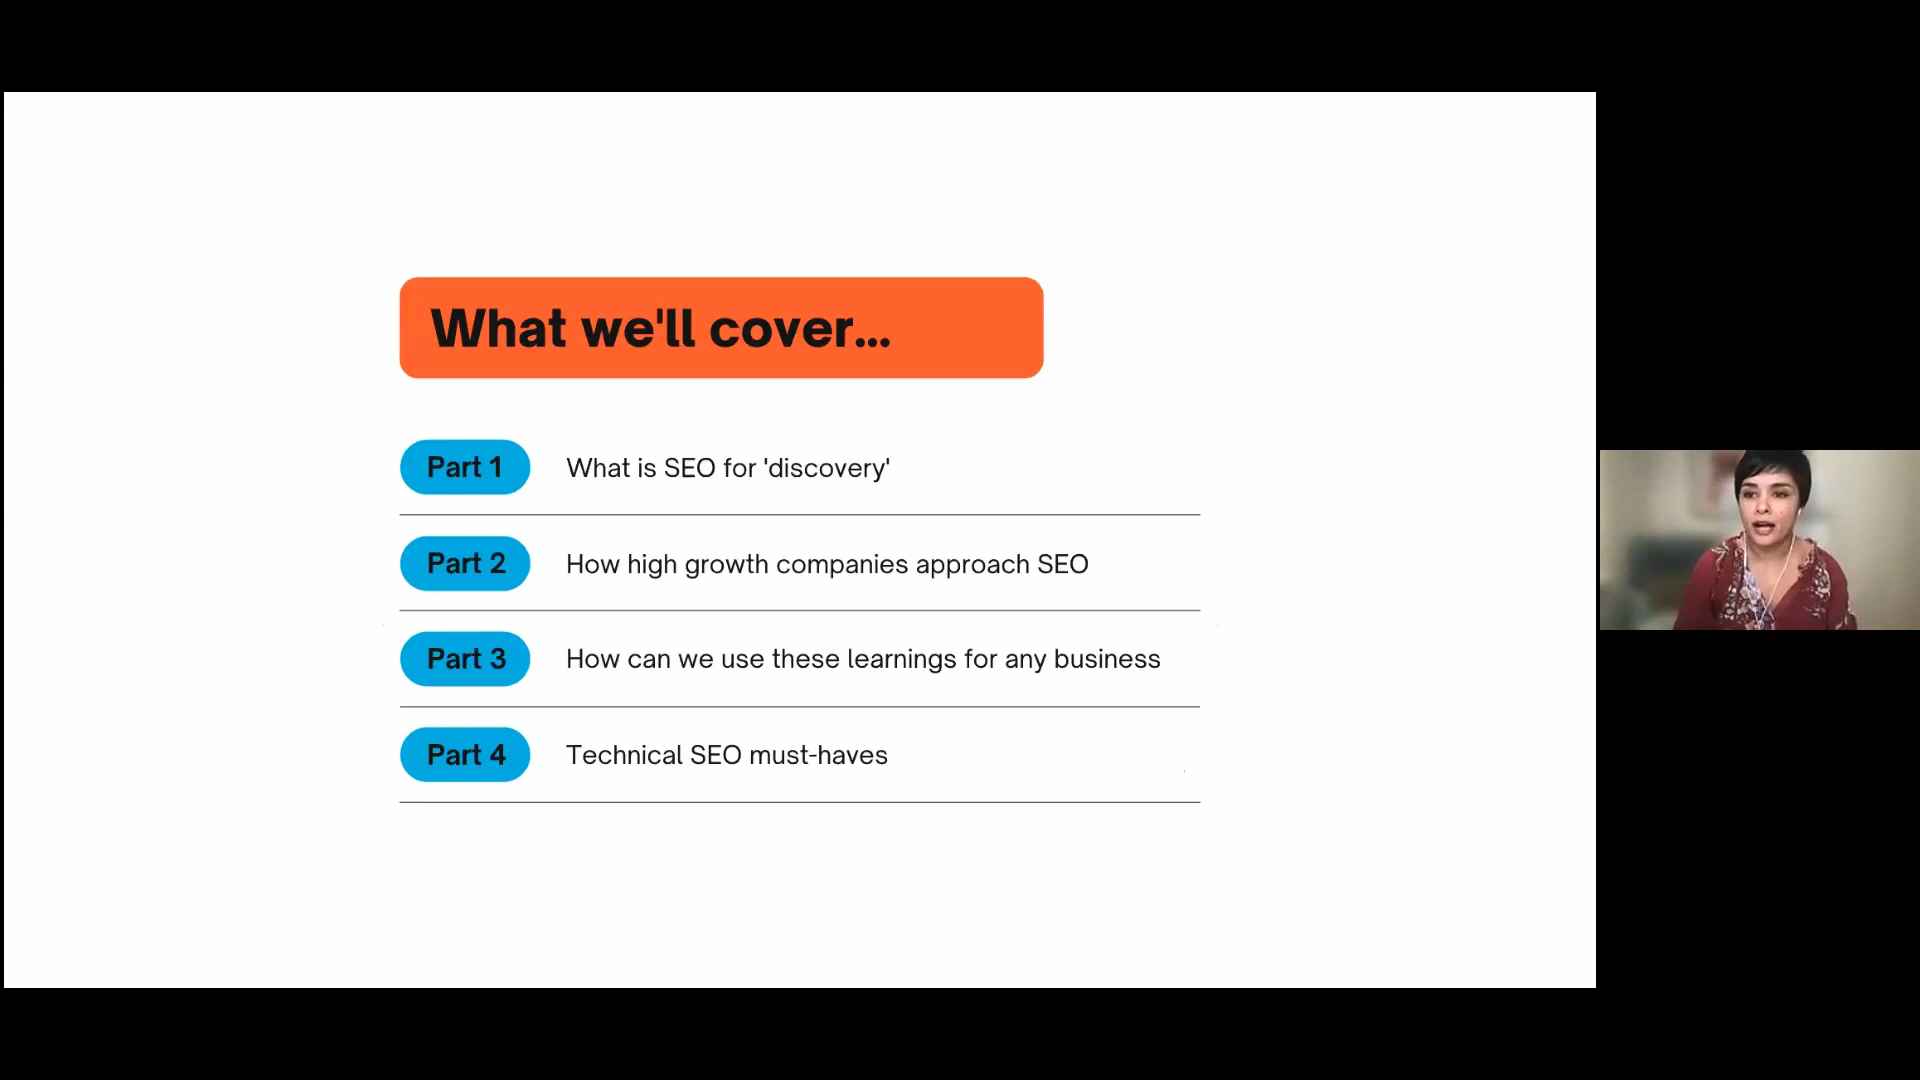 What we'll cover...
Part 1 What is SEO for 'discovery'
Part 2 How high growth companies approach SEO
Part 3 How can we use these learnings for any business
Part 4 Technical SEO must-haves